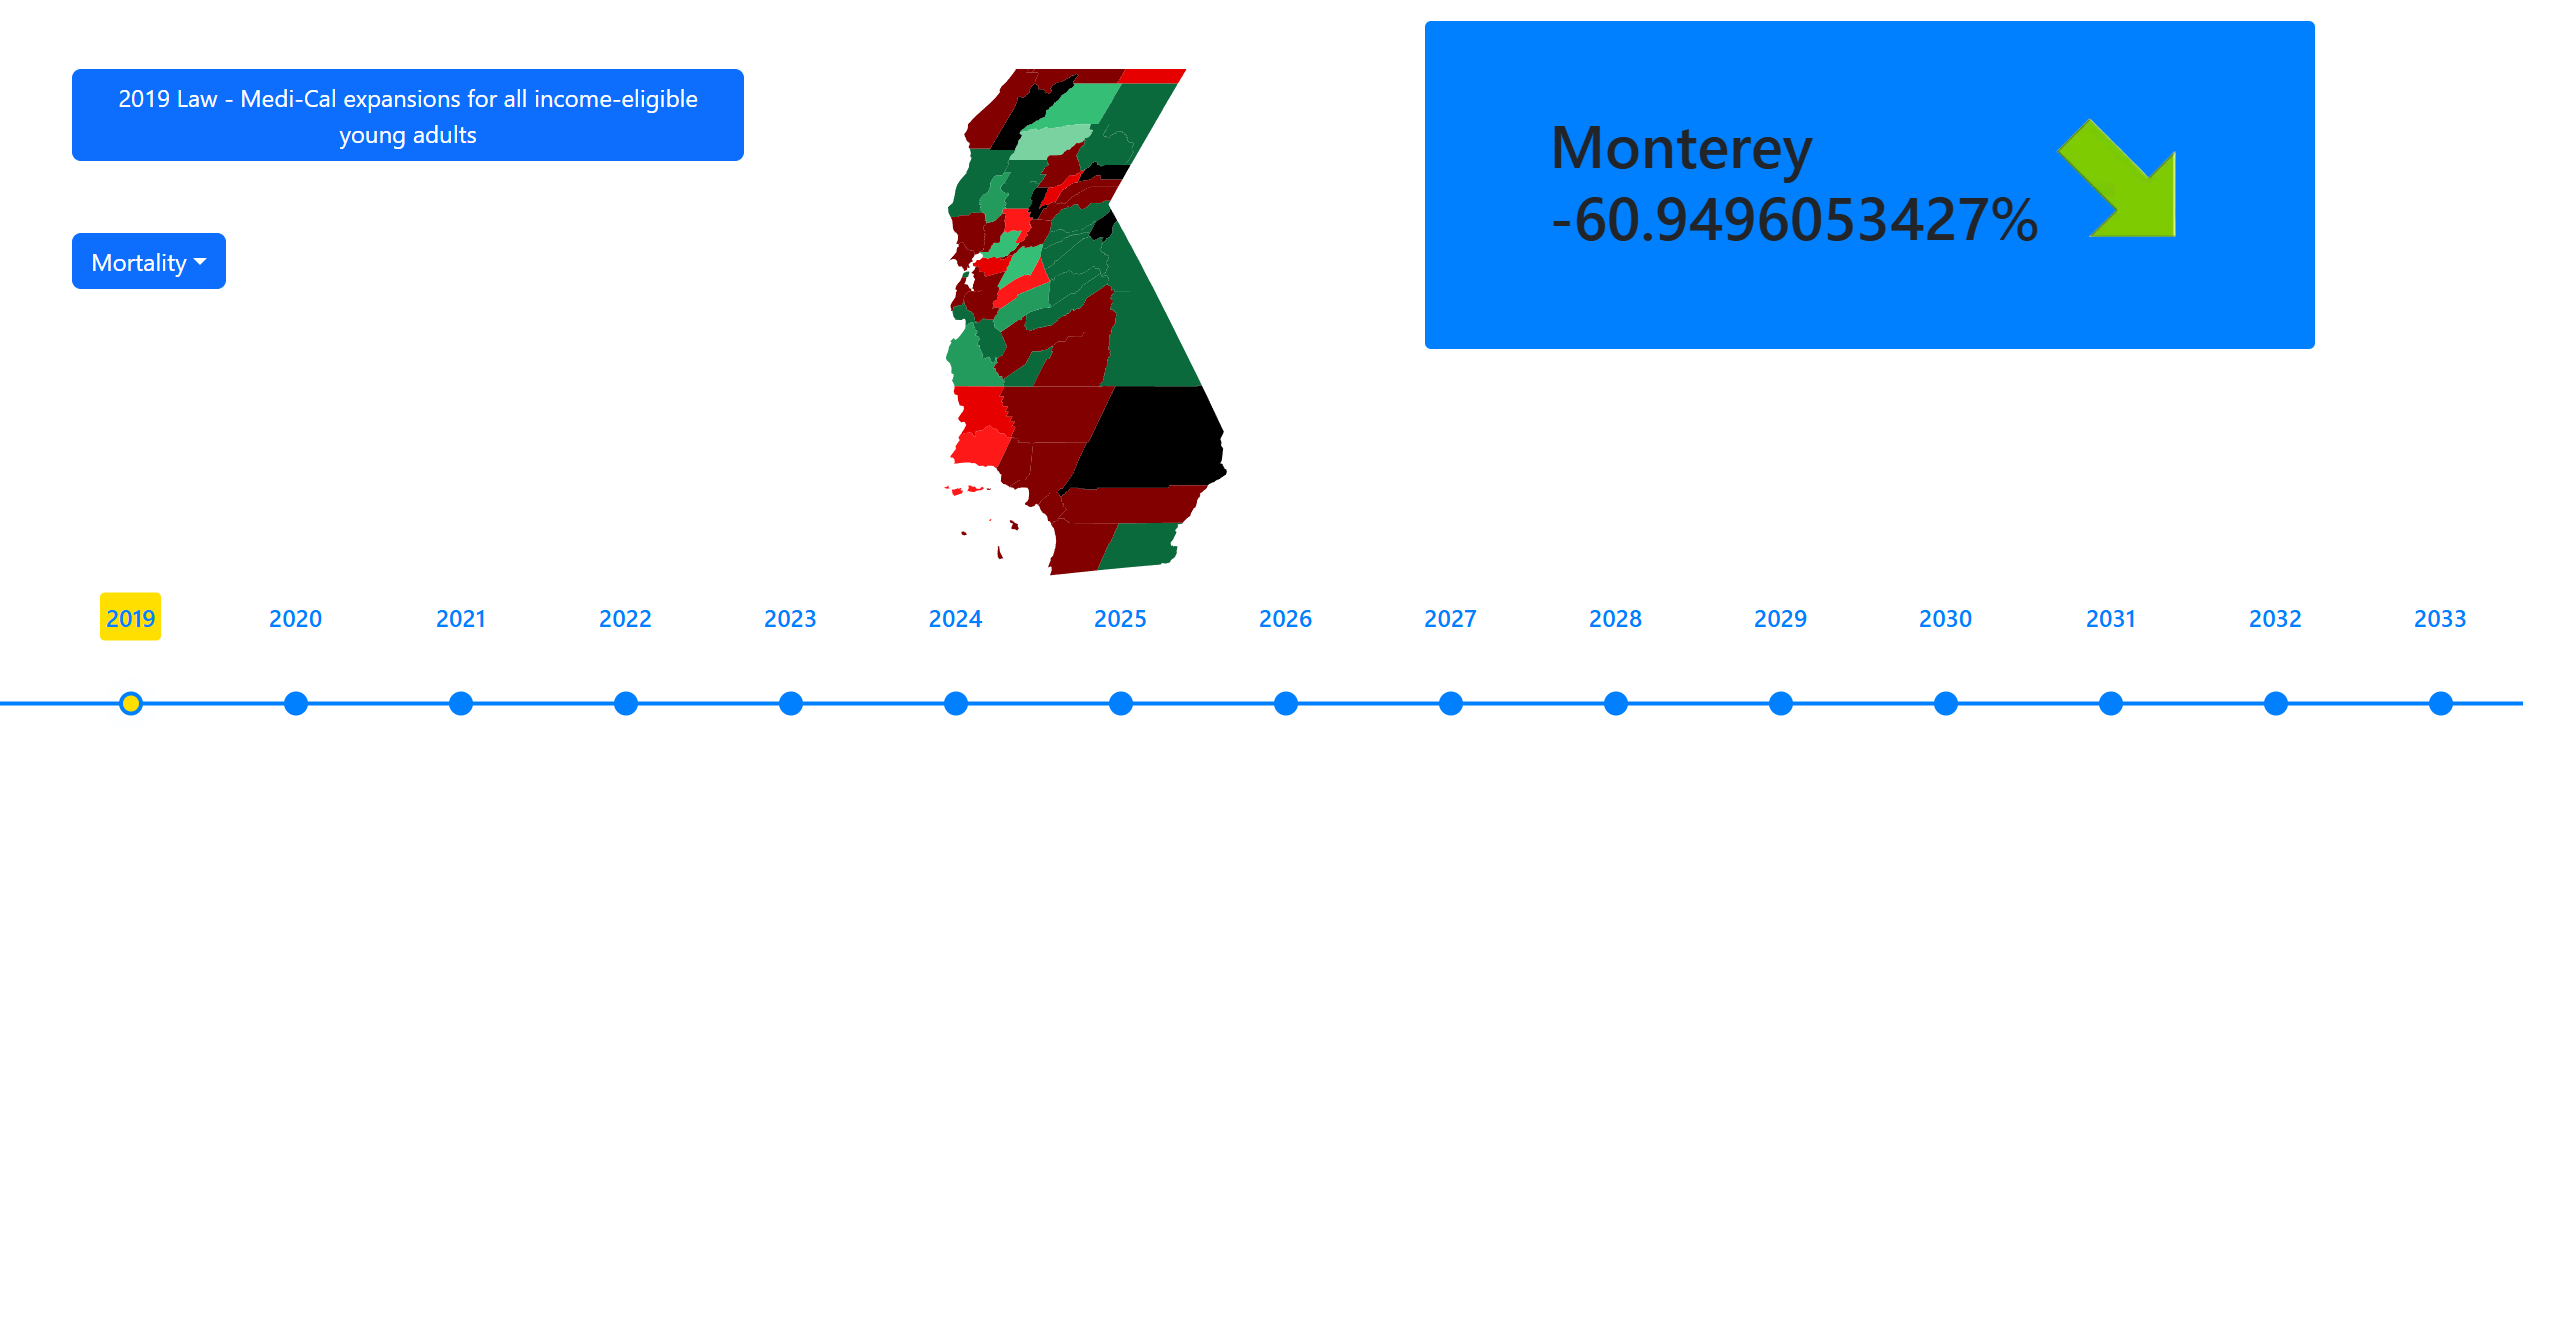 2019 Law - Medi-Cal expansions for all income-eligible
young adults
Mortality
Monterey
-60.9496053427%
2019 2020 2021 2022 2023 2024 2025 2026 2027 2028 2029 2030 2031 2032 2033